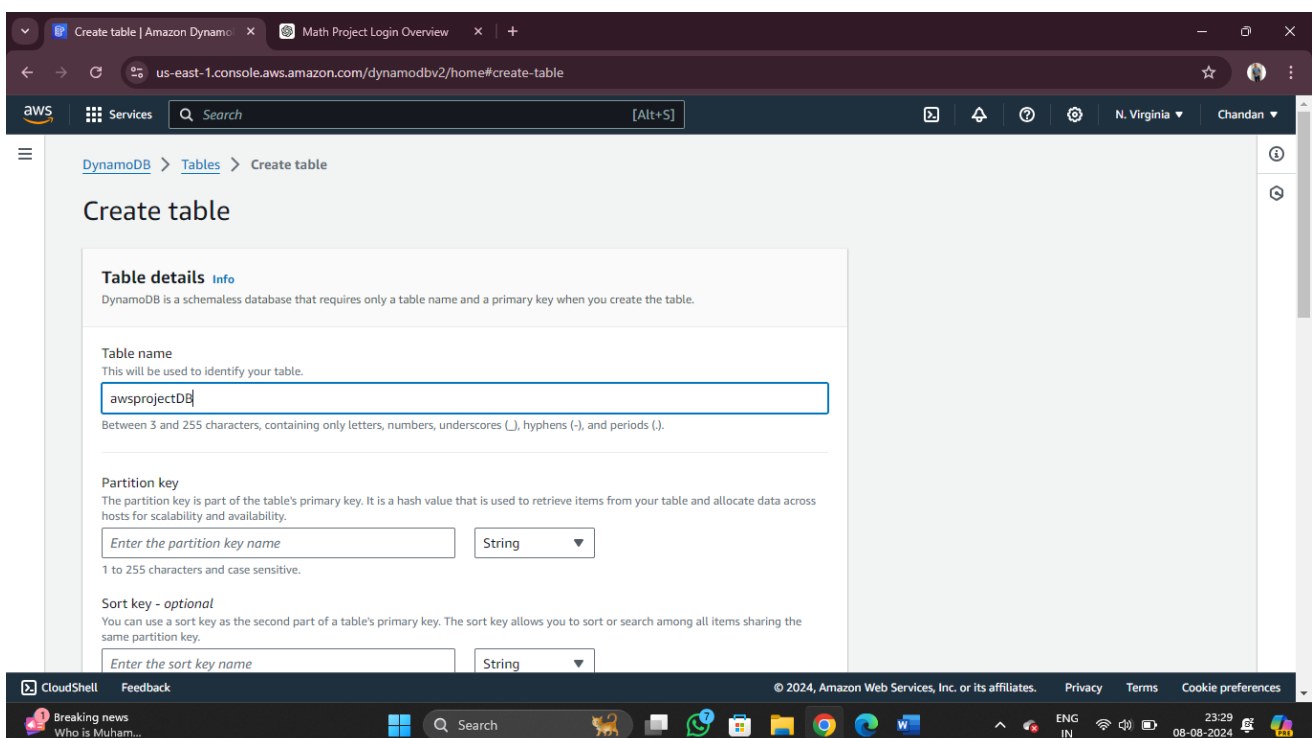 Create table | Amazon Dynamo
Math Project Login Overview
us-east-1.console.aws.amazon.com/dynamodbv2/home#create-table
aws
Services
Search
[Alt+S]
N. Virginia
Chandan
DynamoDB
Tables
Create table
Create table
Table details Info
DynamoDB is a schemaless database that requires only a table name and a primary key when you create the table.
Table name
This will be used to identify your table.
awsprojectDB
Between 3 and 255 characters, containing only letters, numbers, underscores (_), hyphens (-), and periods (.).
Partition key
The partition key is part of the table's primary key. It is a hash value that is used to retrieve items from your table and allocate data across
hosts for scalability and availability.
Enter the partition key name
String
1 to 255 characters and case sensitive.
Sort key - optional
You can use a sort key as the second part of a table's primary key. The sort key allows you to sort or search among all items sharing the
same partition key.
Enter the sort key name
String
CloudShell
Feedback
© 2024, Amazon Web Services, Inc. or its affiliates.
Privacy
Terms
Cookie preferences
1
Breaking news
Who is Muham...
Search
7
W
PRE
ENG
IN
23:29
08-08-2024